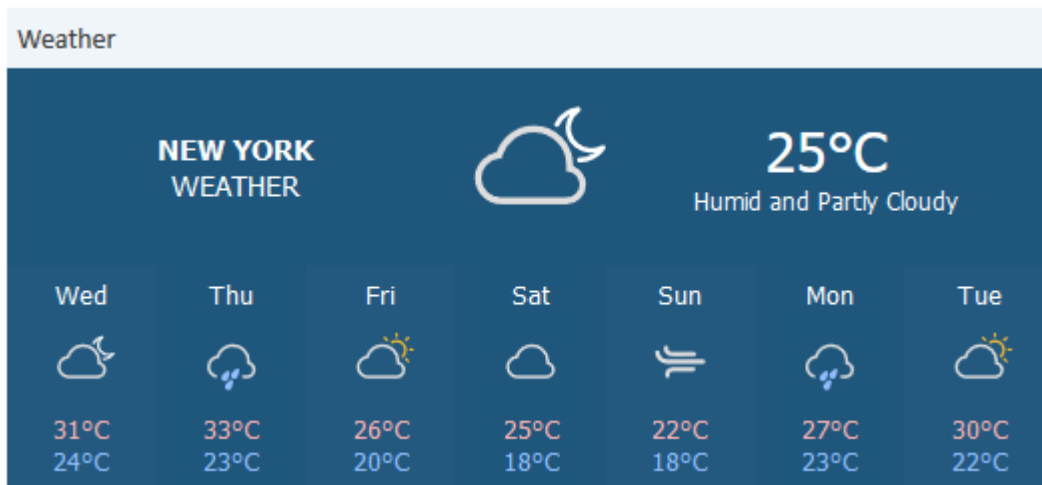 Weather
NEW YORK
WEATHER
25°C
Humid and Partly Cloudy
Wed Thu Fri Sat Sun Mon Tue
31°C 33°C 26°C 25°C 22°C 27°C 30°C
24°C 23°C 20°C 18°C 18°C 23°C 22°C